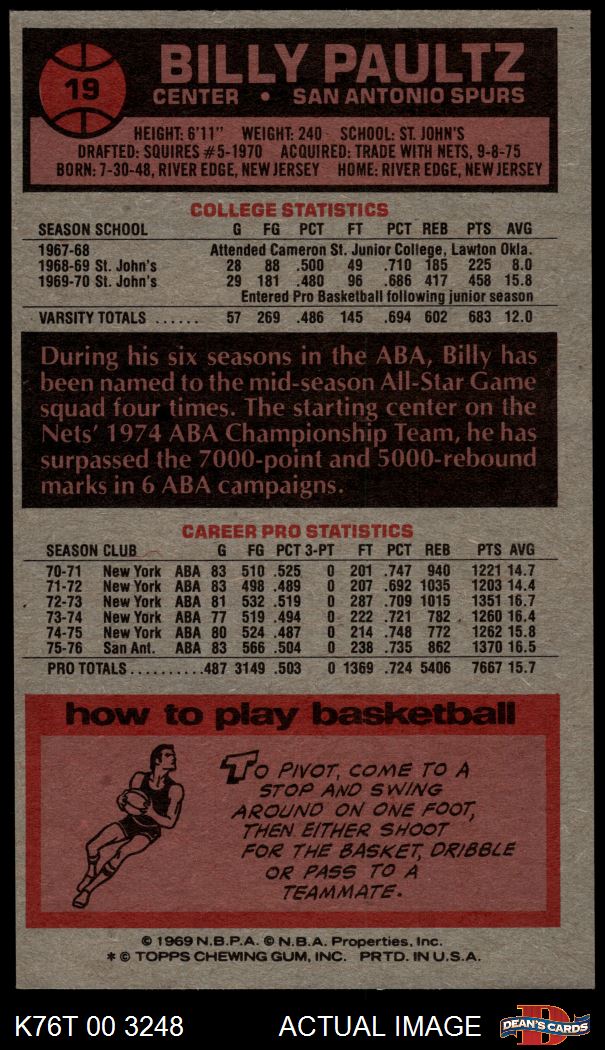 19
BILLY PAULTZ
CENTER • SAN ANTONIO SPURS
HEIGHT: 6'11" WEIGHT: 240 SCHOOL: ST. JOHN'S
DRAFTED: SQUIRES #5-1970 ACQUIRED: TRADE WITH NETS, 9-8-75
BORN: 7-30-48, RIVER EDGE, NEW JERSEY HOME: RIVER EDGE, NEW JERSEY
COLLEGE STATISTICS
SEASON SCHOOL G FG PCT FT PCT REB PTS AVG
1967-68 Attended Cameron St. Junior College, Lawton Okla.
1968-69 St. John's 28 88 .500 49 .710 185 225 8.0
1969-70 St. John's 29 181 .480 96 .686 417 458 15.8
Entered Pro Basketball following junior season
VARSITY TOTALS ...... 57 269 .486 145 .694 602 683 12.0
During his six seasons in the ABA, Billy has
been named to the mid-season All-Star Game
squad four times. The starting center on the
Nets' 1974 ABA Championship Team, he has
surpassed the 7000-point and 5000-rebound
marks in 6 ABA campaigns.
CAREER PRO STATISTICS
SEASON CLUB G FG PCT 3-PT FT PCT REB PTS AVG
70-71 New York ABA 83 510 .525 0 201 .747 940 1221 14.7
71-72 New York ABA 83 498 .489 0 207 .692 1035 1203 14.4
72-73 New York ABA 81 532 .519 0 287 .709 1015 1351 16.7
73-74 New York ABA 77 519 .494 0 222 .721 782 1260 16.4
74-75 New York ABA 80 524 .487 0 214 .748 772 1262 15.8
75-76 San Ant. ABA 83 566 .504 0 238 .735 862 1370 16.5
PRO TOTALS..........487 3149 .503 0 1369 .724 5406 7667 15.7
how to play basketball
TO PIVOT, COME TO A
STOP AND SWING
AROUND ON ONE FOOT,
THEN EITHER SHOOT
FOR THE BASKET, DRIBBLE
OR PASS TO A
TEAMMATE.
© 1969 N.B.P.A. © N.B.A. Properties, Inc.
* © TOPPS CHEWING GUM, INC. PRTD. IN U.S.A.
K76T 00 3248 ACTUAL IMAGE
D DEAN'S CARDS